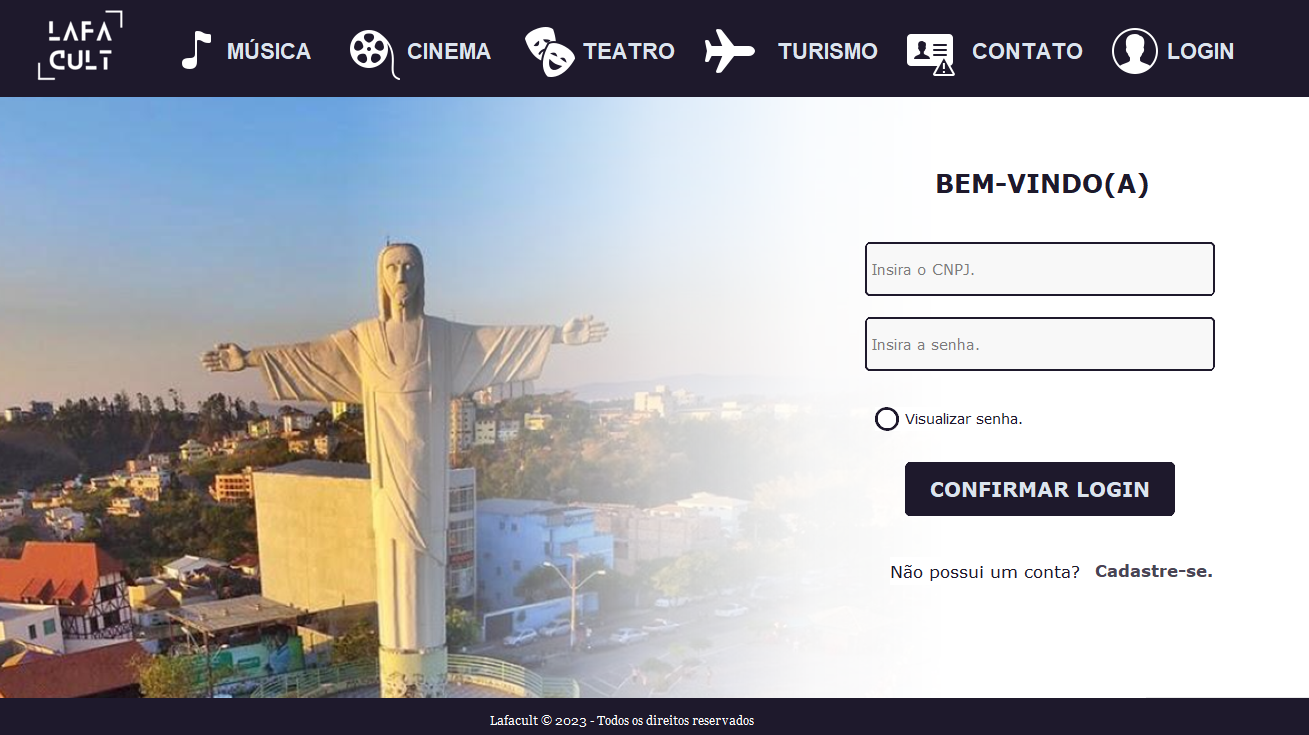 LAFA
CULT
MÚSICA CINEMA TEATRO TURISMO CONTATO LOGIN
BEM-VINDO(A)
Insira o CNPJ.
Insira a senha.
Visualizar senha.
CONFIRMAR LOGIN
Não possui um conta? Cadastre-se.
Lafacult © 2023 - Todos os direitos reservados